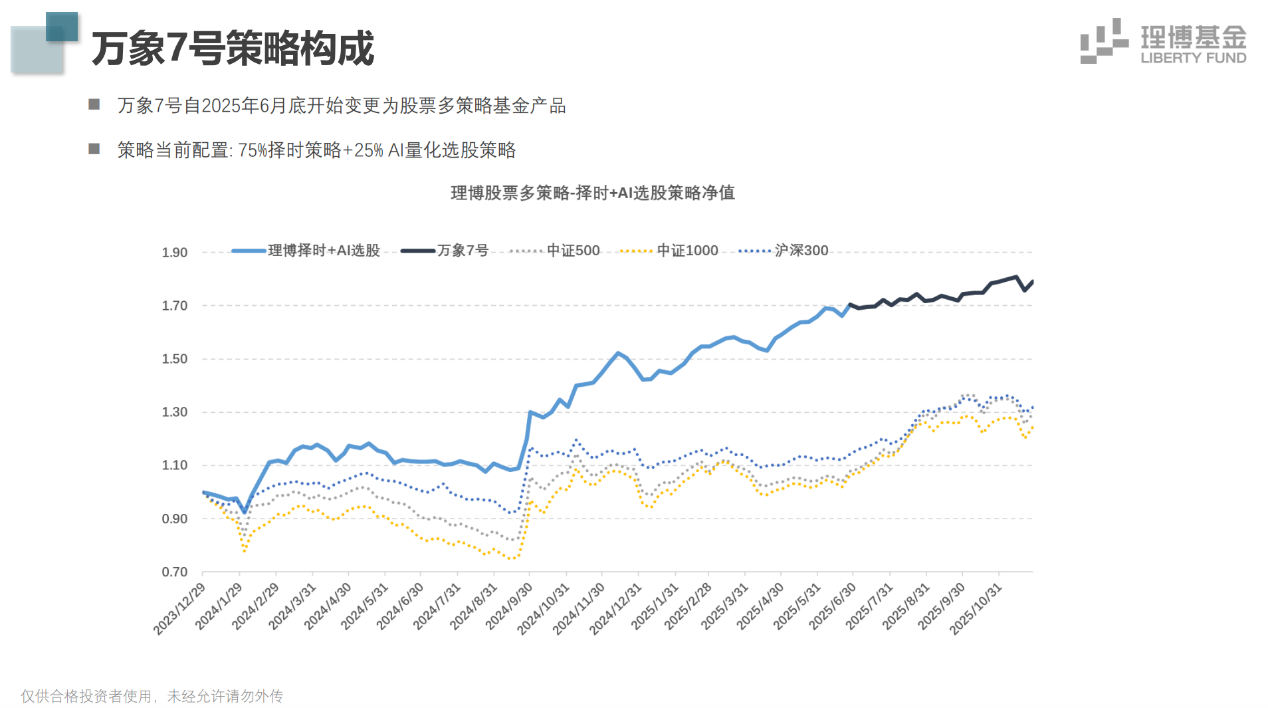 万象7号策略构成
理博基金
LIBERTY FUND
万象7号自2025年6月底开始变更为股票多策略基金产品
策略当前配置: 75%择时策略+25% AI量化选股策略
理博股票多策略-择时+AI选股策略净值
理博择时+AI选股 万象7号 中证500 中证1000 沪深300
1.90
1.70
1.50
1.30
1.10
0.90
0.70
2023/12/29 2024/1/29 2024/2/29 2024/3/31 2024/4/30 2024/5/31 2024/6/30 2024/7/31 2024/8/31 2024/9/30 2024/10/31 2024/11/30 2024/12/31 2025/1/31 2025/2/28 2025/3/31 2025/4/30 2025/5/31 2025/6/30 2025/7/31 2025/8/31 2025/9/30 2025/10/31
仅供合格投资者使用，未经允许请勿外传